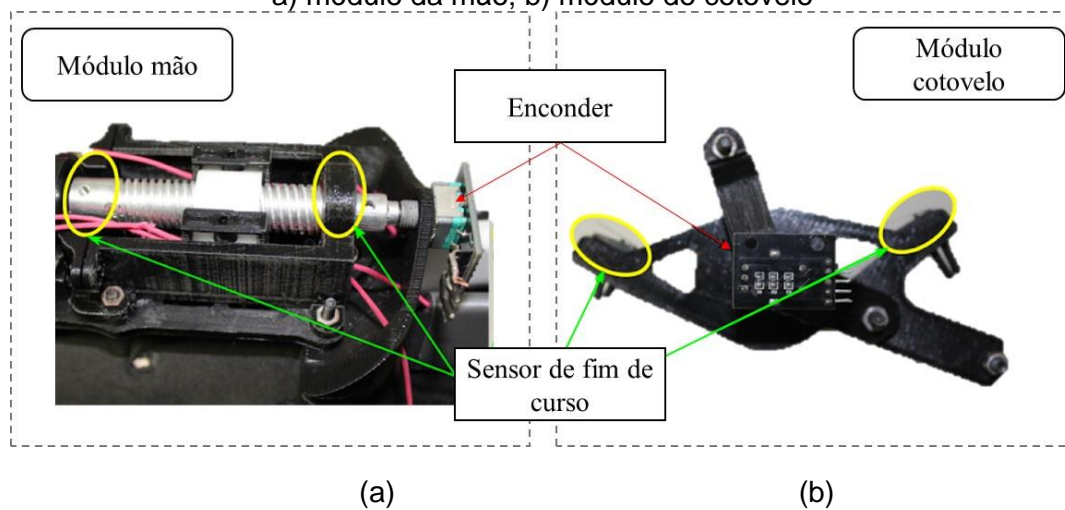 a) módulo da mão; b) módulo do cotovelo
Módulo mão
Enconder
Módulo
cotovelo
Sensor de fim de
curso
(a)
(b)